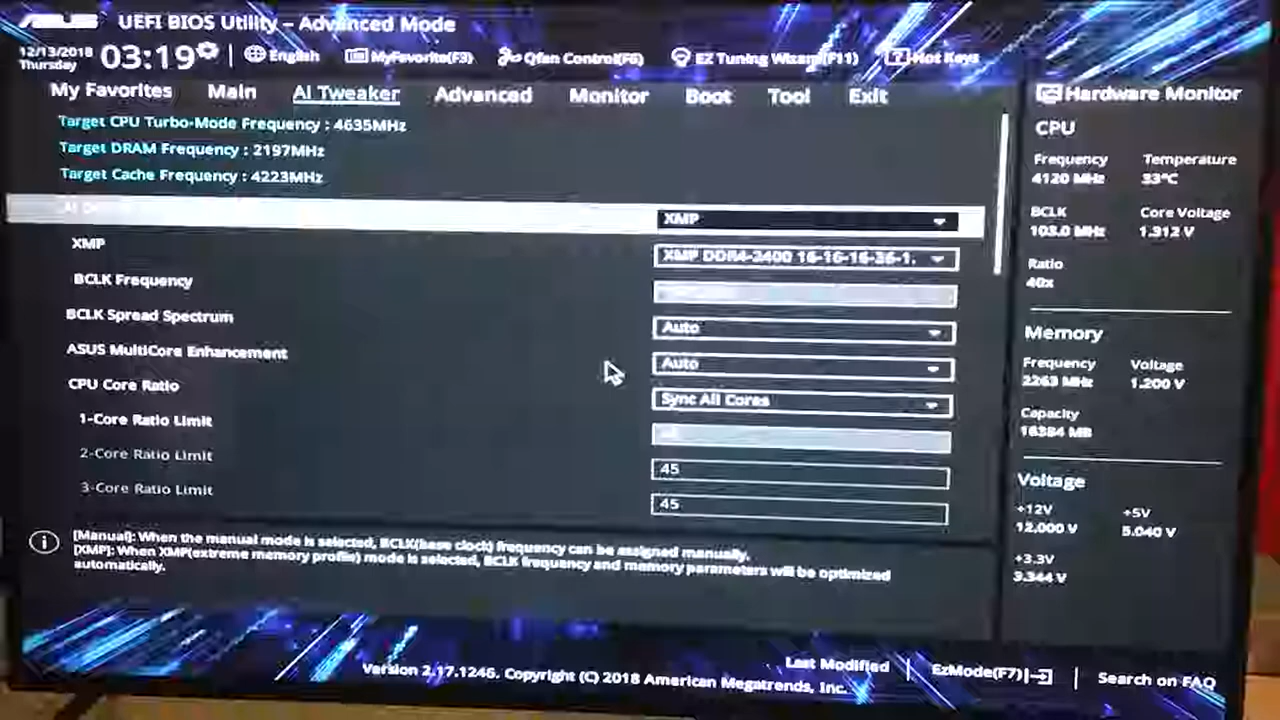 ASUS UEFI BIOS Utility – Advanced Mode
12/13/2018 Thursday 03:19 English MyFavorite(F3) Qfan Control(F6) EZ Tuning Wizard(F11) Hot Keys
My Favorites Main AI Tweaker Advanced Monitor Boot Tool Exit
Target CPU Turbo-Mode Frequency : 4635MHz
Target DRAM Frequency : 2197MHz
Target Cache Frequency : 4223MHz
XMP
XMP XMP DDR4-2400 16-16-16-36-1.
BCLK Frequency
BCLK Spread Spectrum Auto
ASUS MultiCore Enhancement Auto
CPU Core Ratio Sync All Cores
1-Core Ratio Limit
2-Core Ratio Limit 45
3-Core Ratio Limit 45
[Manual]: When the manual mode is selected, BCLK(base clock) frequency can be assigned manually.
[XMP]: When XMP(extreme memory profile) mode is selected, BCLK frequency and memory parameters will be optimized
automatically.
Hardware Monitor
CPU
Frequency Temperature
4120 MHz 33°C
BCLK Core Voltage
103.0 MHz 1.312 V
Ratio
40x
Memory
Frequency Voltage
2263 MHz 1.200 V
Capacity
16384 MB
Voltage
+12V +5V
12.000 V 5.040 V
+3.3V
3.344 V
Last Modified EzMode(F7) Search on FAQ
Version 2.17.1246. Copyright (C) 2018 American Megatrends, Inc.